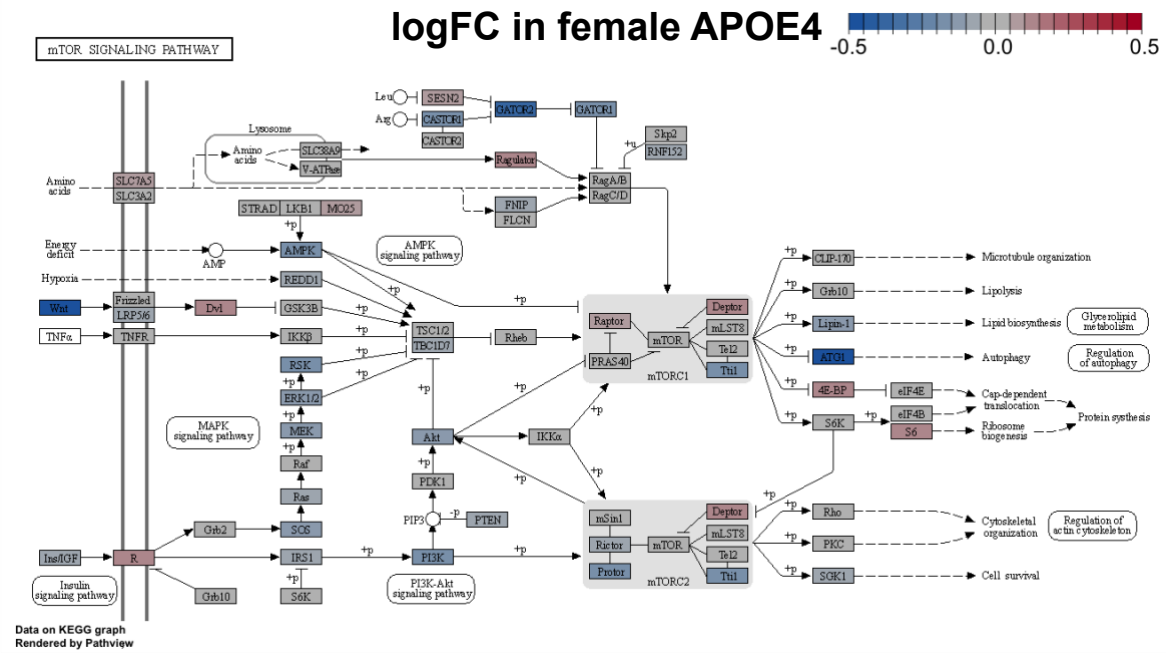 logFC in female APOE4
-0.5 0.0 0.5
mTOR SIGNALING PATHWAY
Leu
SESN2
GATOR2
GATOR1
Arg
CASTOR1
CASTOR2
Skp2
+u
RNF152
Lysosome
Amino
acids
SLC38A9
V-ATPase
Ragulator
RagA/B
RagC/D
Amino
acids
SLC7A5
SLC3A2
FNIP
FLCN
STRAD LKB1 MO25
+p
Energy
deficit
AMP
AMPK
AMPK
signaling pathway
Hypoxia
REDD1
+p
+p
Wnt
Frizzled
LRP5/6
Dvl
GSK3B
TNFα
TNFR
IKKβ
+p
TSC1/2
TBC1D7
Rheb
Raptor
PRAS40
mTOR
Deptor
mLST8
Tel2
Tti1
mTORC1
+p
CLIP-170
Microtubule organization
+p
Grb10
Lipolysis
+p
Lipin-1
Lipid biosynthesis
Glycerolipid
metabolism
+p
ATG1
Autophagy
Regulation
of autophagy
+p
4E-BP
eIF4E
Cap-dependent
translocation
+p
S6K
+p
eIF4B
S6
Ribosome
biogenesis
Protein systhesis
RSK
+p
+p
ERK1/2
+p
+p
MEK
+p
Raf
Ras
SOS
MAPK
signaling pathway
+p
Akt
+p
PDK1
PIP3
-p
PTEN
IKKα
+p
+p
+p
+p
Grb2
Ins/IGF
R
IRS1
+p
PI3K
+p
+p
S6K
Grb10
Insulin
signaling pathway
PI3K-Akt
signaling pathway
mSin1
Rictor
Protor
mTOR
Deptor
mLST8
Tel2
Tti1
mTORC2
+p
+p
Rho
+p
PKC
Cytoskeletal
organization
Regulation of
actin cytoskeleton
+p
SGK1
Cell survival
Data on KEGG graph
Rendered by Pathview